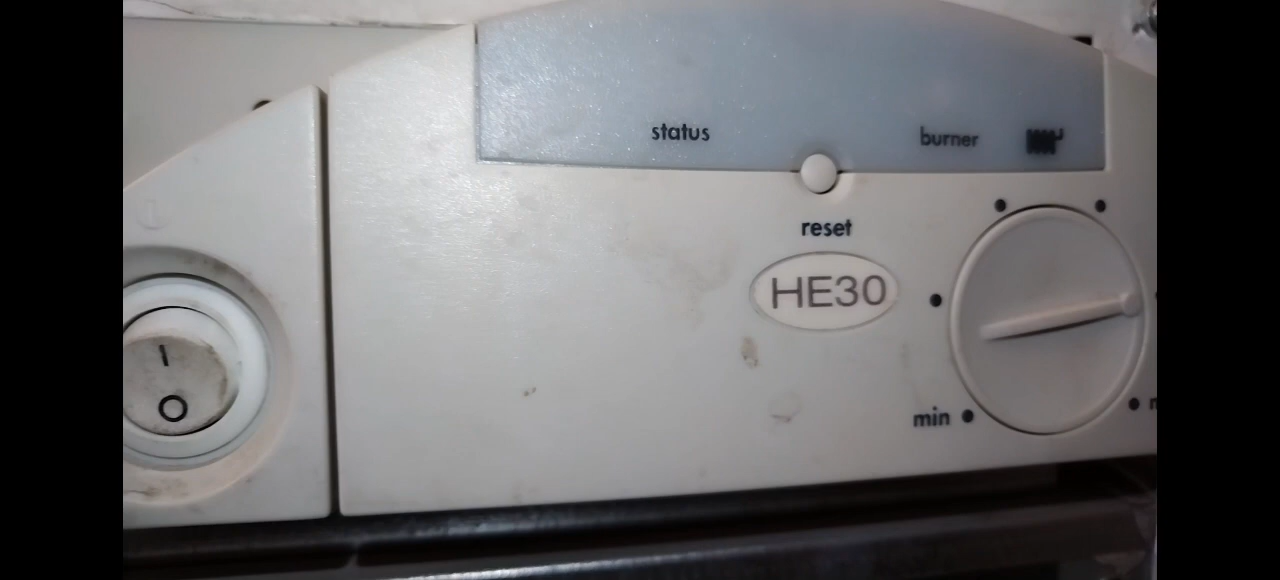 status
burner
reset
HE30
min
I
O